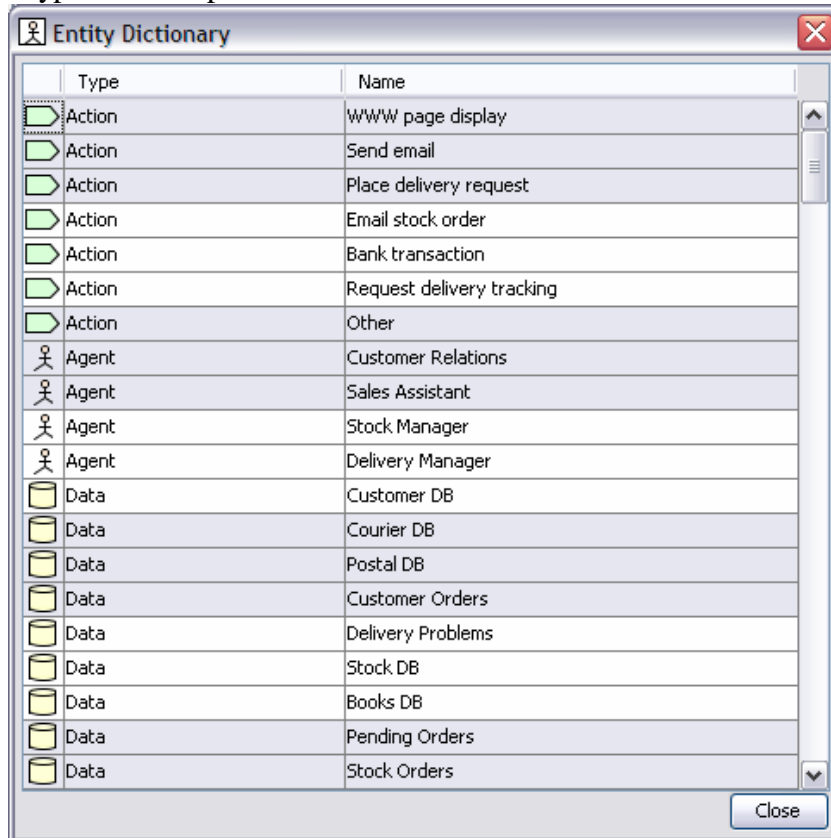 Entity Dictionary
Type Name
Action WWW page display
Action Send email
Action Place delivery request
Action Email stock order
Action Bank transaction
Action Request delivery tracking
Action Other
Agent Customer Relations
Agent Sales Assistant
Agent Stock Manager
Agent Delivery Manager
Data Customer DB
Data Courier DB
Data Postal DB
Data Customer Orders
Data Delivery Problems
Data Stock DB
Data Books DB
Data Pending Orders
Data Stock Orders
Close